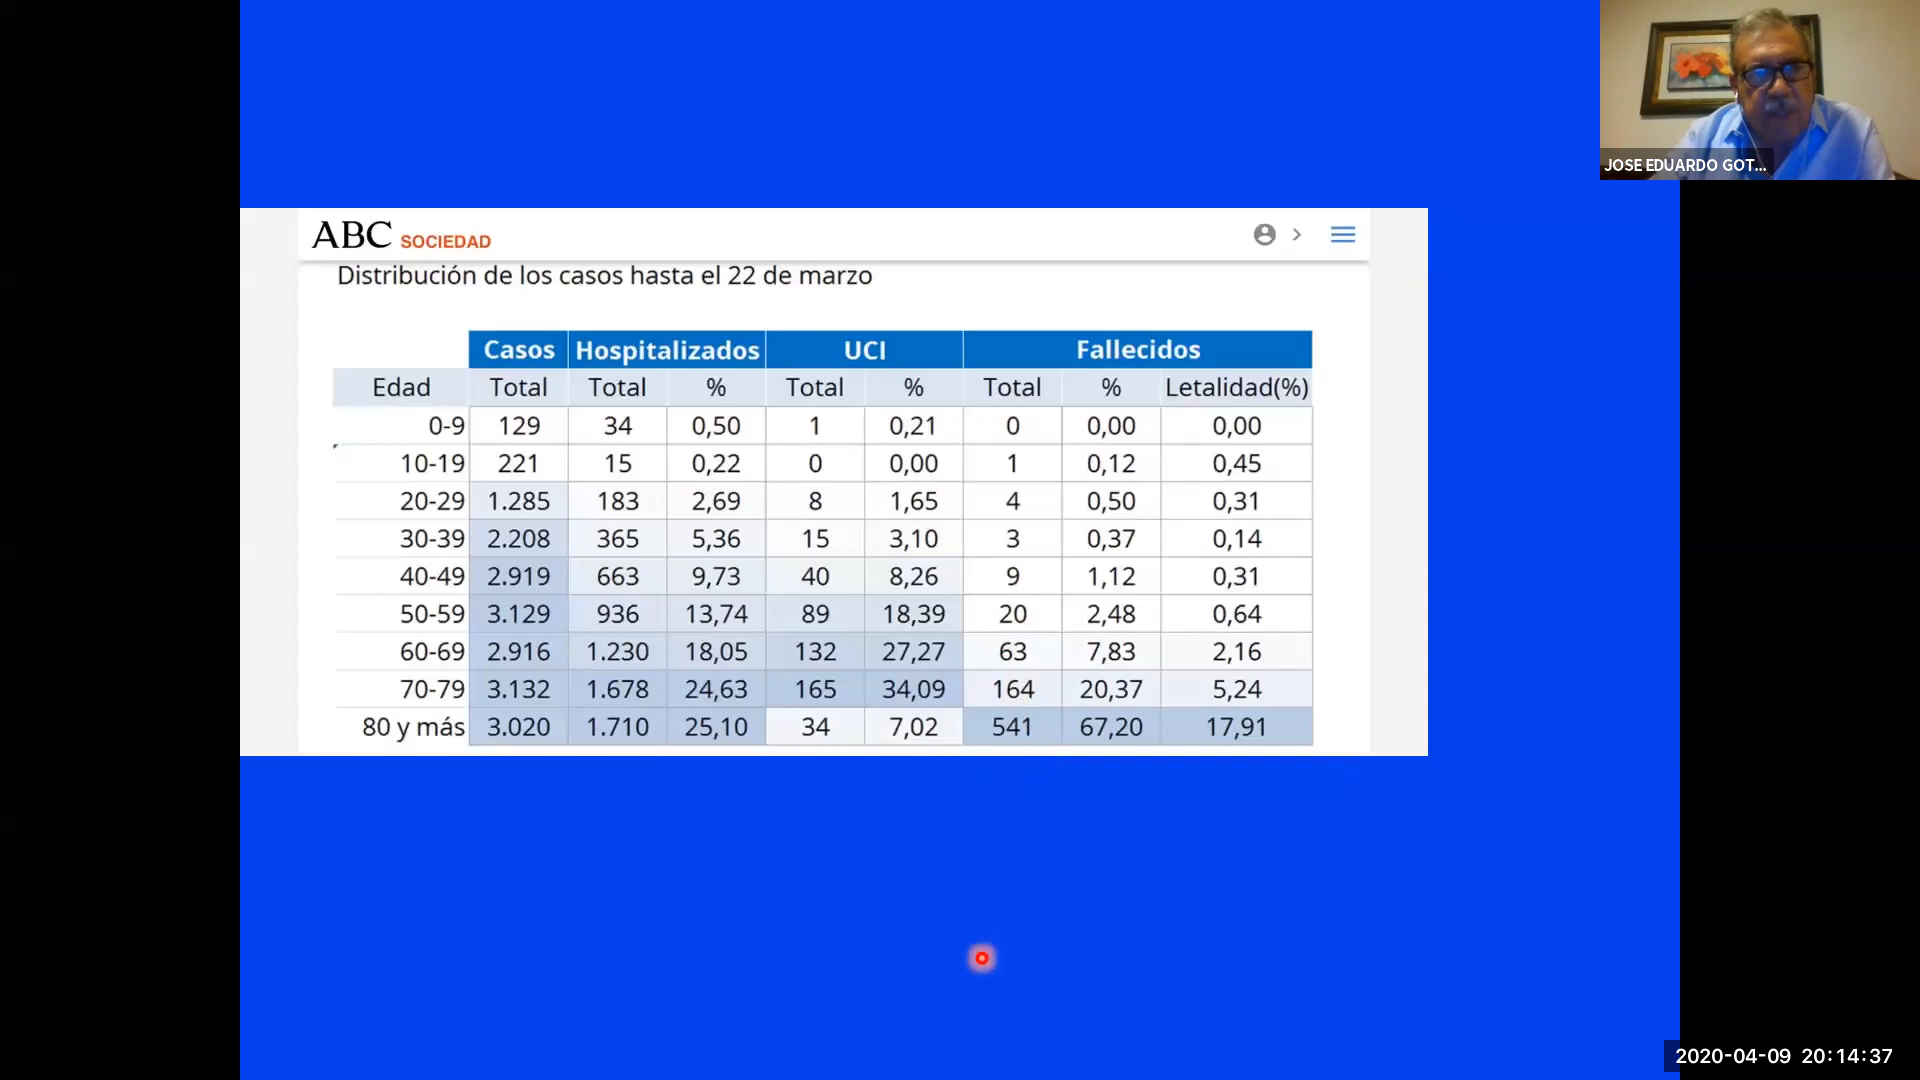 JOSE EDUARDO GOT...
ABC SOCIEDAD
Distribución de los casos hasta el 22 de marzo
Casos Hospitalizados UCI Fallecidos
Edad Total Total % Total % Total % Letalidad(%)
0-9 129 34 0,50 1 0,21 0 0,00 0,00
10-19 221 15 0,22 0 0,00 1 0,12 0,45
20-29 1.285 183 2,69 8 1,65 4 0,50 0,31
30-39 2.208 365 5,36 15 3,10 3 0,37 0,14
40-49 2.919 663 9,73 40 8,26 9 1,12 0,31
50-59 3.129 936 13,74 89 18,39 20 2,48 0,64
60-69 2.916 1.230 18,05 132 27,27 63 7,83 2,16
70-79 3.132 1.678 24,63 165 34,09 164 20,37 5,24
80 y más 3.020 1.710 25,10 34 7,02 541 67,20 17,91
2020-04-09 20:14:37